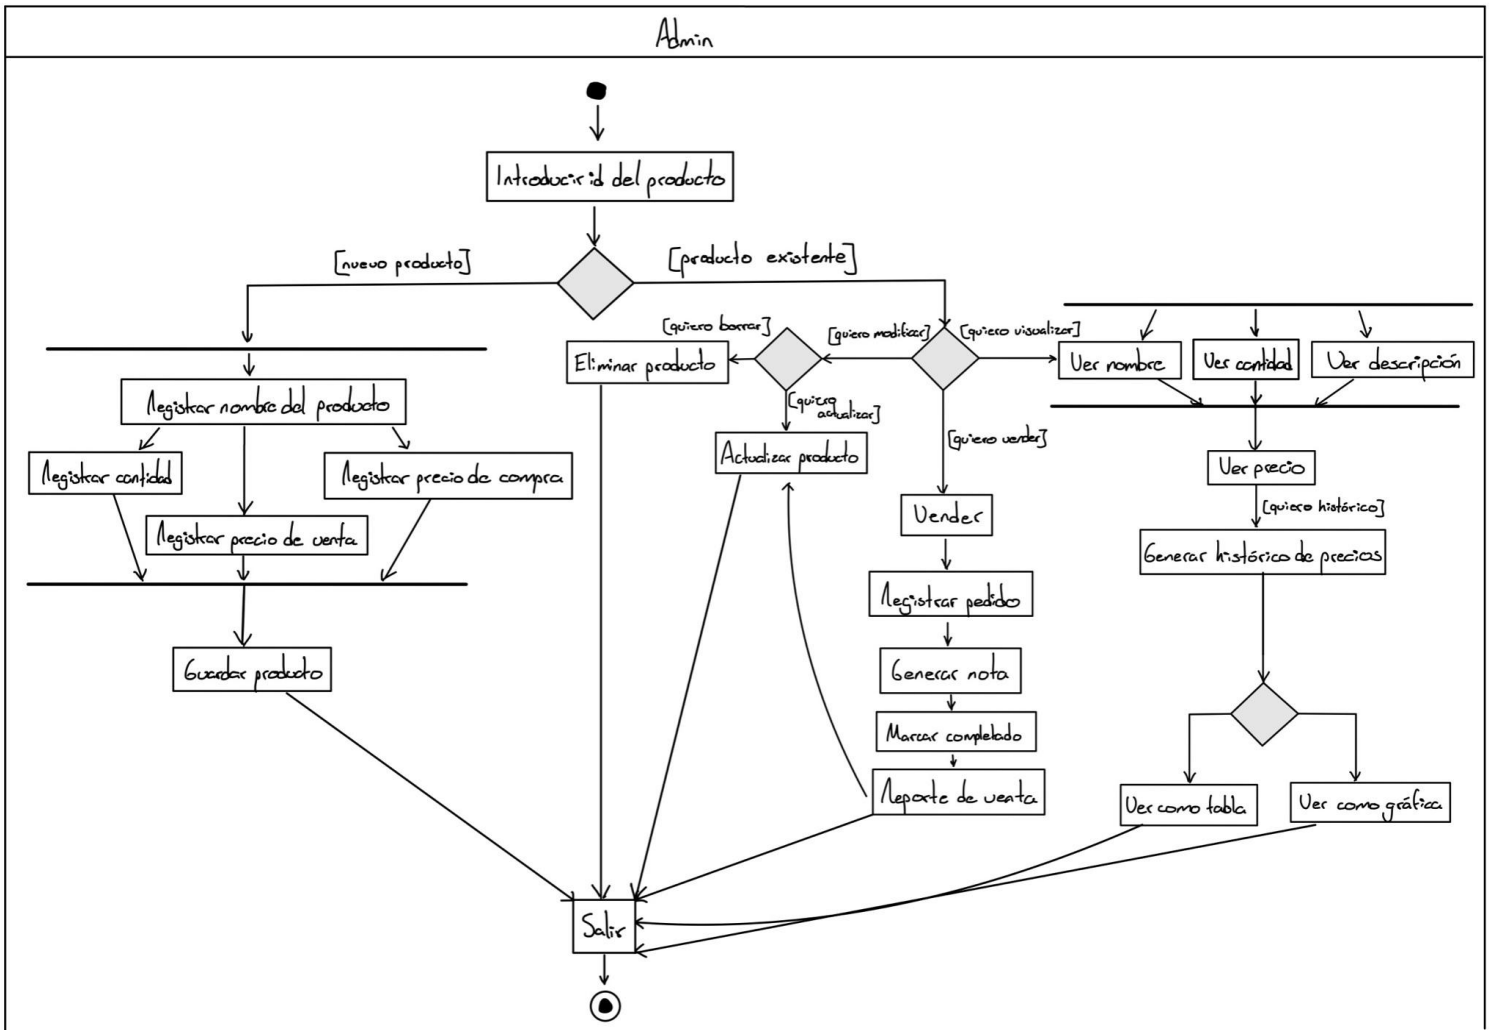 Admin
Introducir id del producto
[nuevo producto]
[producto existente]
[quiero borrar]
[quiero modificar]
[quiero visualizar]
Eliminar producto
Ver nombre
Ver cantidad
Ver descripción
Registrar nombre del producto
[quiero
actualizar]
Registrar cantidad
Registrar precio de compra
Actualizar producto
[quiero vender]
Ver precio
[quiero histórico]
Registrar precio de venta
Vender
Generar histórico de precios
Registrar pedido
Guardar producto
Generar nota
Marcar completado
Reporte de venta
Ver como tabla
Ver como gráfica
Salir